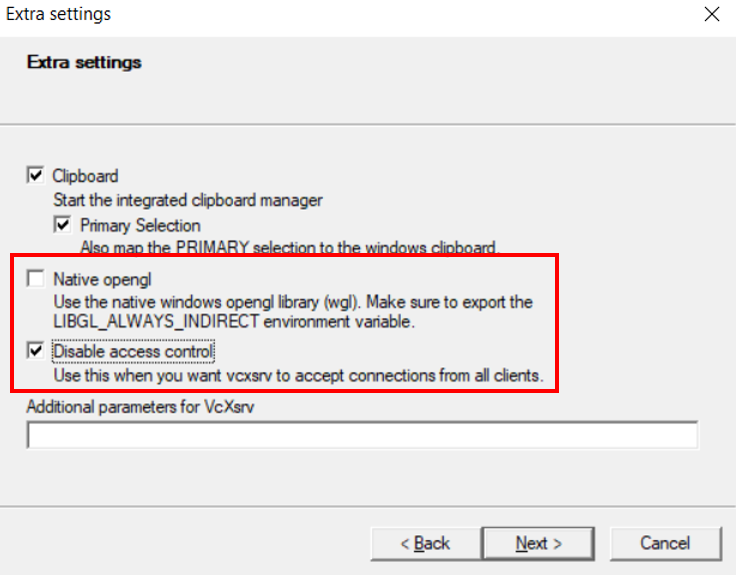 Extra settings
Extra settings
Clipboard
Start the integrated clipboard manager
Primary Selection
Also map the PRIMARY selection to the windows clipboard.
Native opengl
Use the native windows opengl library (wgl). Make sure to export the
LIBGL_ALWAYS_INDIRECT environment variable.
Disable access control
Use this when you want vcxsrv to accept connections from all clients.
Additional parameters for VcXsrv
< Back
Next >
Cancel